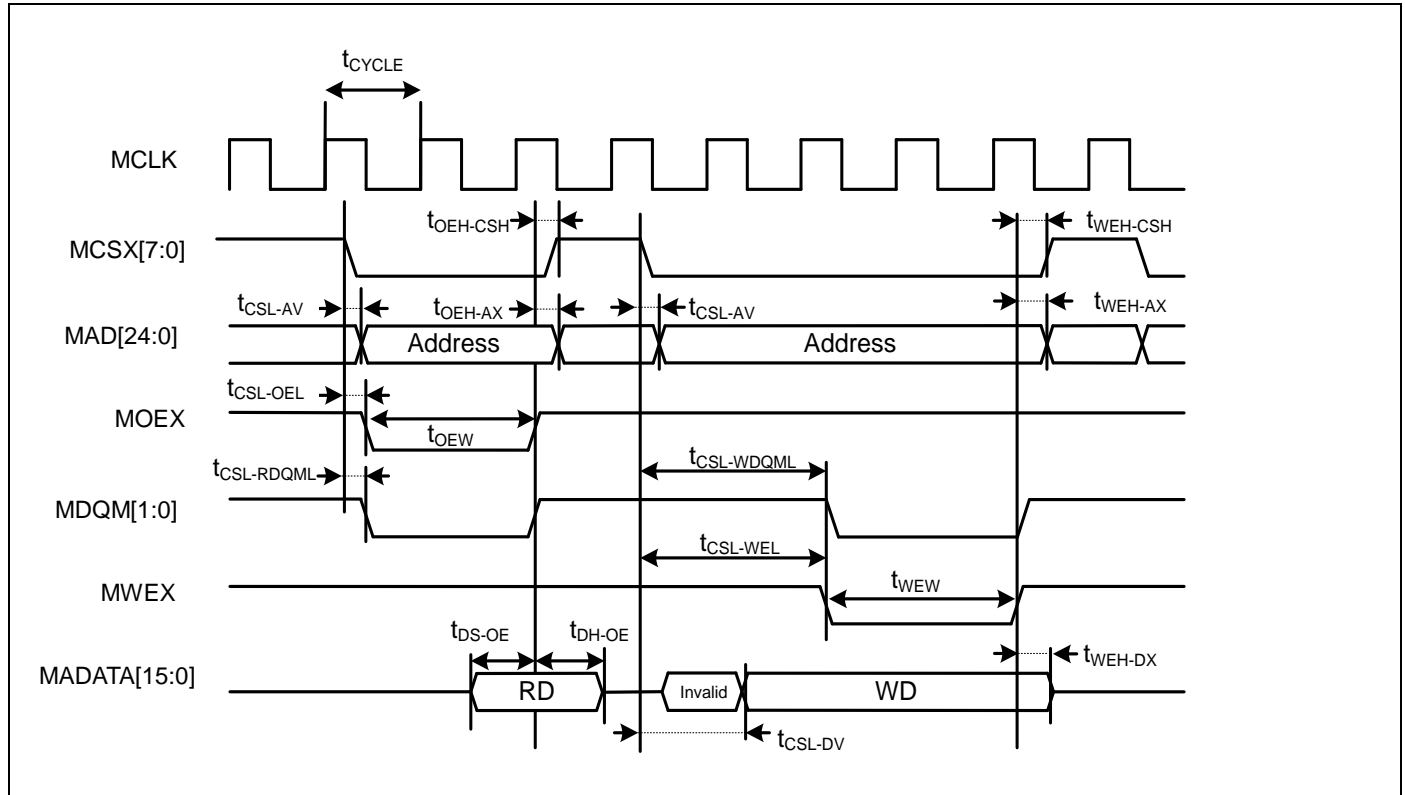 tCYCLE
MCLK
tOEH-CSH
tWEH-CSH
MCSX[7:0]
tCSL-AV
tOEH-AX
tCSL-AV
tWEH-AX
MAD[24:0]
Address
Address
tCSL-OEL
MOEX
tOEW
tCSL-RDQML
tCSL-WDQML
MDQM[1:0]
tCSL-WEL
MWEX
tWEW
tDS-OE
tDH-OE
MADATA[15:0]
tWEH-DX
RD
Invalid
WD
tCSL-DV